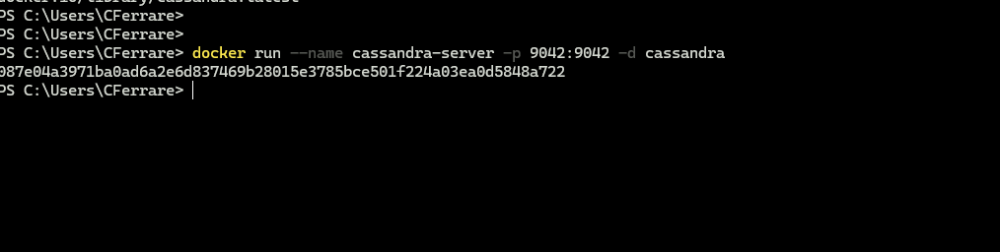 docker.io/library/cassandra:latest
PS C:\Users\CFerrare>
PS C:\Users\CFerrare>
PS C:\Users\CFerrare> docker run --name cassandra-server -p 9042:9042 -d cassandra
087e04a3971ba0ad6a2e6d837469b28015e3785bce501f224a03ea0d5848a722
PS C:\Users\CFerrare>